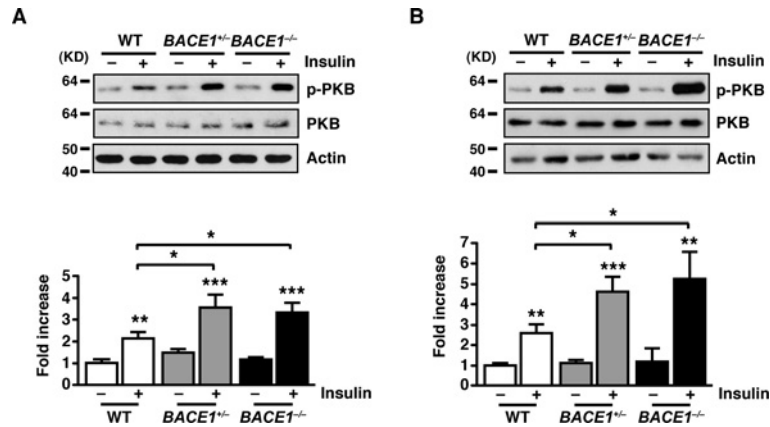 A
WT BACE1+/– BACE1–/–
(KD)
– + – + – + Insulin
64 p-PKB
64
PKB
50
Actin
40
* 
*
** *** ***
5
4
3
2
1
0
Fold increase
– + – + – + Insulin
WT BACE1+/– BACE1–/–
B
WT BACE1+/– BACE1–/–
(KD)
– + – + – + Insulin
64 p-PKB
64
PKB
50
Actin
40
*
*
** *** **
7
6
5
4
2
1
0
Fold increase
– + – + – + Insulin
WT BACE1+/– BACE1–/–